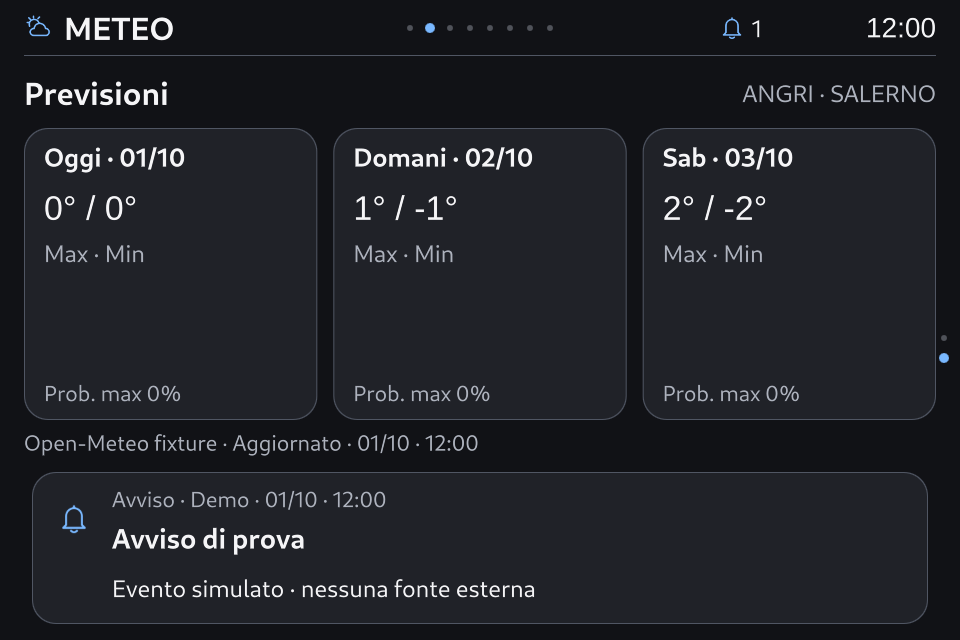 METEO
1
12:00
Previsioni
ANGRI · SALERNO
Oggi · 01/10
0° / 0°
Max · Min
Prob. max 0%
Domani · 02/10
1° / -1°
Max · Min
Prob. max 0%
Sab · 03/10
2° / -2°
Max · Min
Prob. max 0%
Open-Meteo fixture · Aggiornato · 01/10 · 12:00
Avviso · Demo · 01/10 · 12:00
Avviso di prova
Evento simulato · nessuna fonte esterna